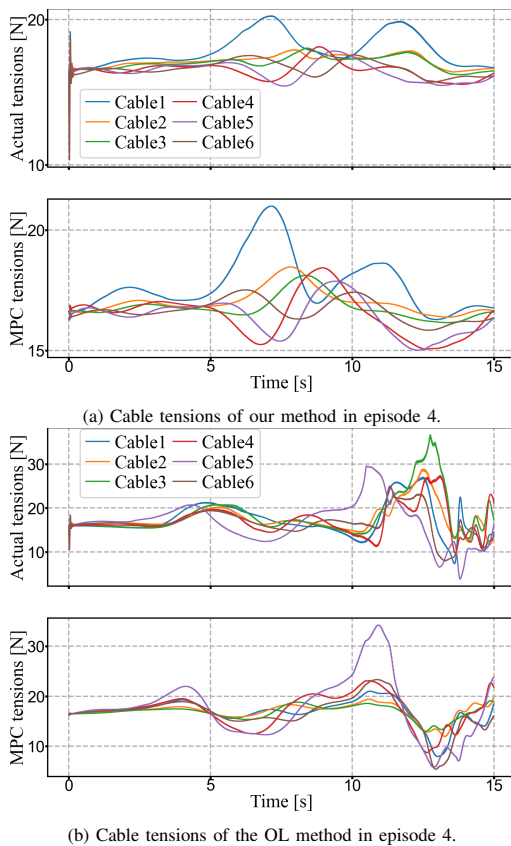 20
10
Actual tensions [N]
Cable1 Cable4
Cable2 Cable5
Cable3 Cable6
20
15
MPC tensions [N]
0 5 10 15
Time [s]
(a) Cable tensions of our method in episode 4.
Cable1 Cable4
Cable2 Cable5
Cable3 Cable6
30
20
10
Actual tensions [N]
30
20
10
MPC tensions [N]
0 5 10 15
Time [s]
(b) Cable tensions of the OL method in episode 4.